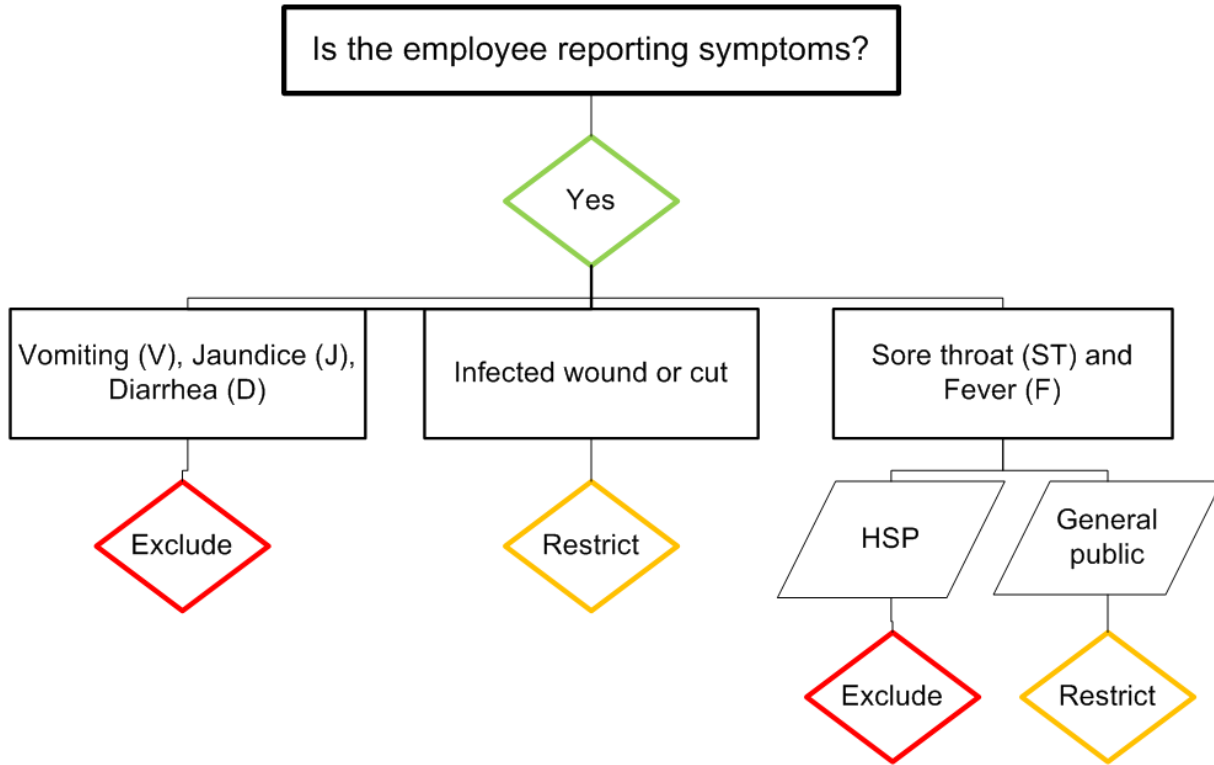 Is the employee reporting symptoms?
Yes
Vomiting (V), Jaundice (J),
Diarrhea (D)
Infected wound or cut
Sore throat (ST) and
Fever (F)
Exclude
Restrict
HSP
General
public
Exclude
Restrict